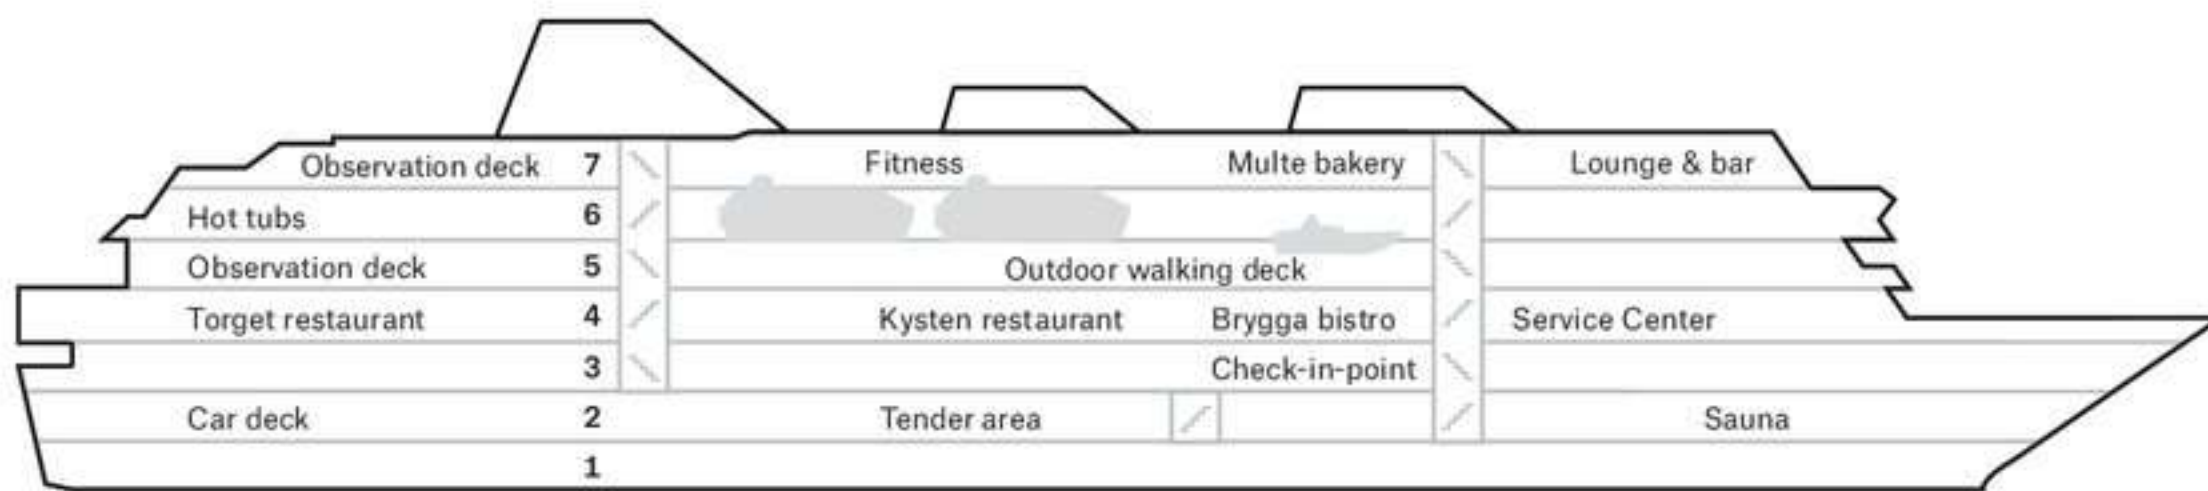 Observation deck 7 Fitness Multe bakery Lounge & bar
Hot tubs 6
Observation deck 5 Outdoor walking deck
Torget restaurant 4 Kysten restaurant Brygga bistro Service Center
3 Check-in-point
Car deck 2 Tender area Sauna
1